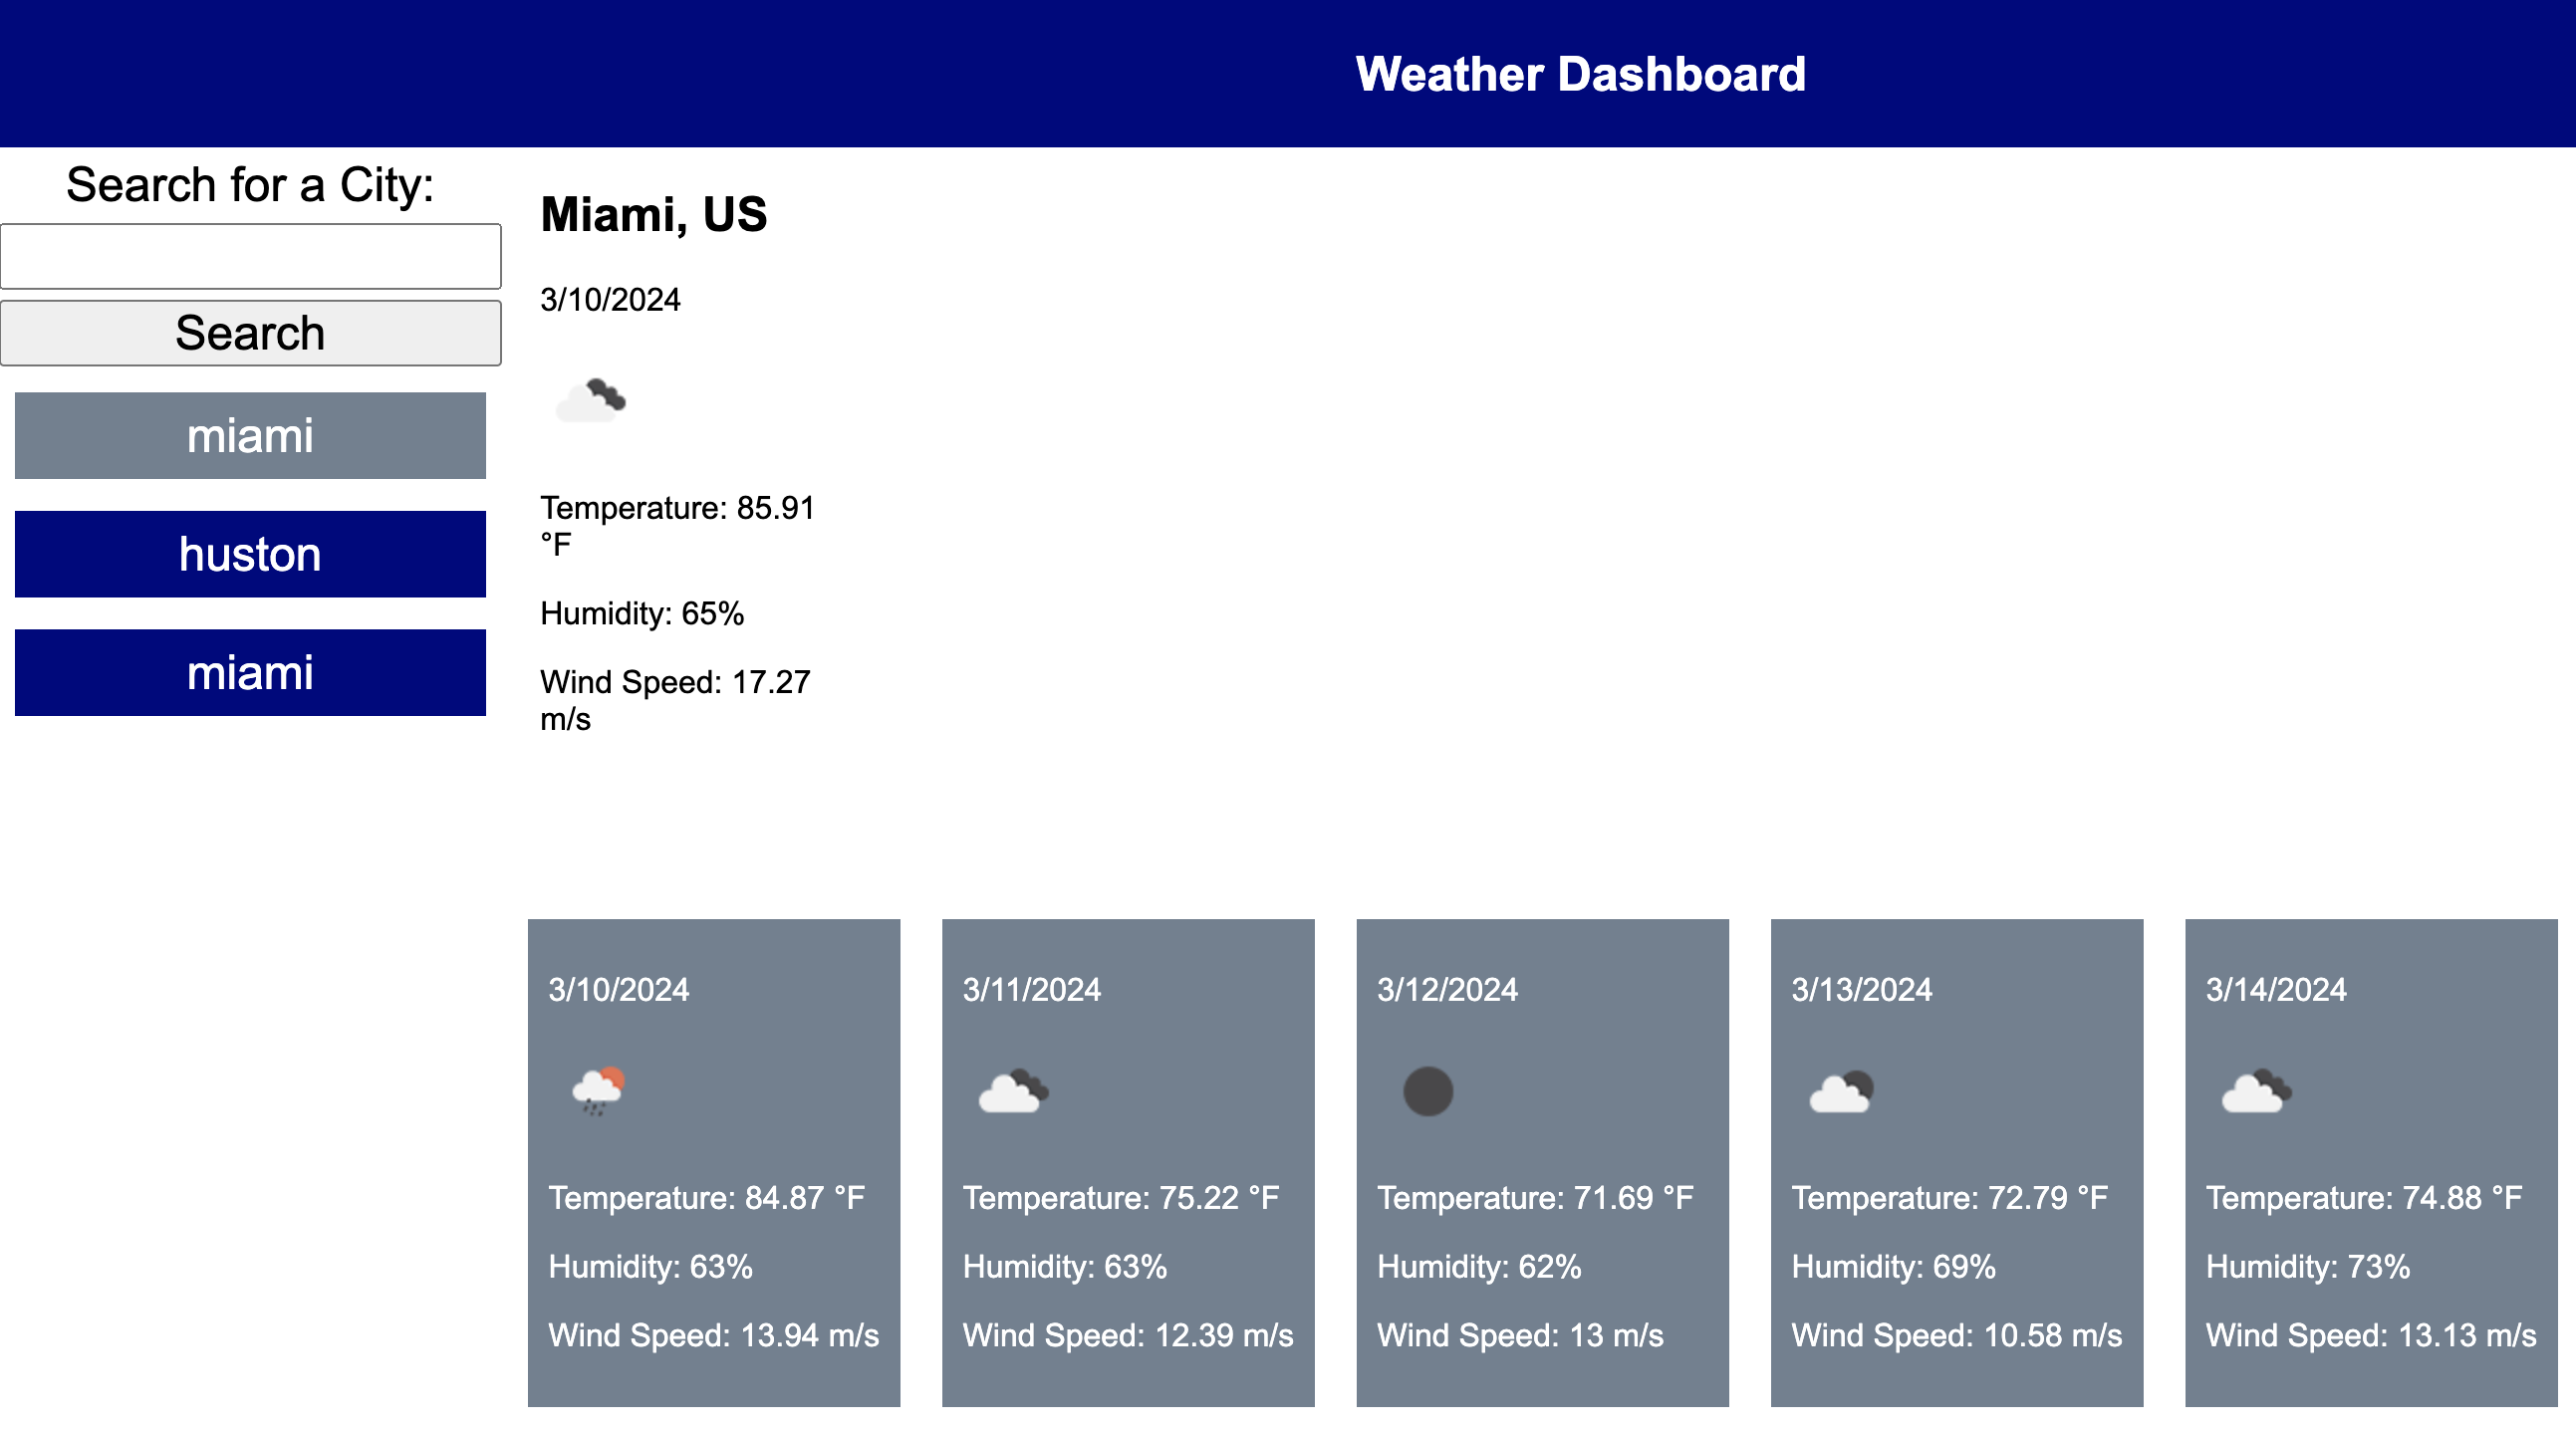 Weather Dashboard
Search for a City:
Search
miami
huston
miami
Miami, US
3/10/2024
Temperature: 85.91
°F
Humidity: 65%
Wind Speed: 17.27
m/s
3/10/2024
Temperature: 84.87 °F
Humidity: 63%
Wind Speed: 13.94 m/s
3/11/2024
Temperature: 75.22 °F
Humidity: 63%
Wind Speed: 12.39 m/s
3/12/2024
Temperature: 71.69 °F
Humidity: 62%
Wind Speed: 13 m/s
3/13/2024
Temperature: 72.79 °F
Humidity: 69%
Wind Speed: 10.58 m/s
3/14/2024
Temperature: 74.88 °F
Humidity: 73%
Wind Speed: 13.13 m/s